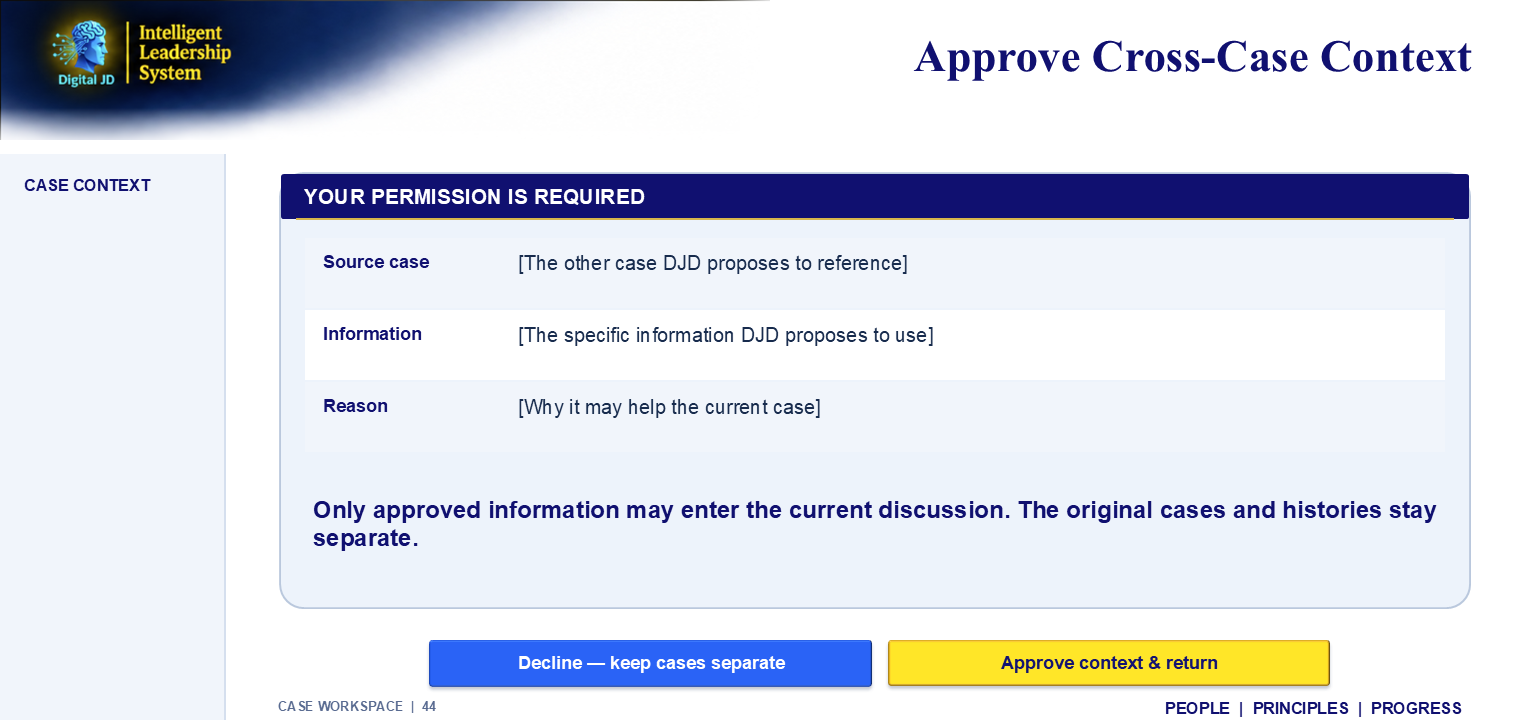 Intelligent
Leadership
System
Digital JD
Approve Cross-Case Context
CASE CONTEXT
YOUR PERMISSION IS REQUIRED
Source case [The other case DJD proposes to reference]
Information [The specific information DJD proposes to use]
Reason [Why it may help the current case]
Only approved information may enter the current discussion. The original cases and histories stay
separate.
Decline — keep cases separate
Approve context & return
CASE WORKSPACE | 44
PEOPLE | PRINCIPLES | PROGRESS